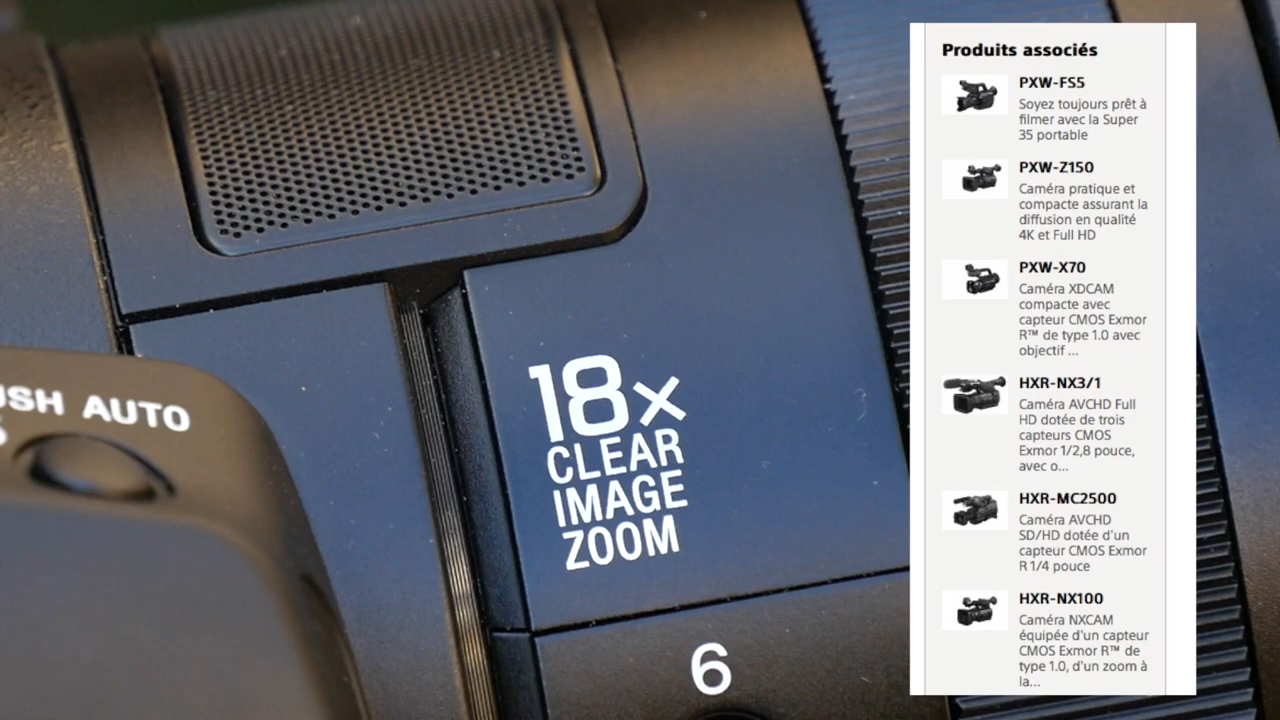 USH AUTO
18x
CLEAR
IMAGE
ZOOM
6
Produits associés
PXW-FS5
Soyez toujours prêt à
filmer avec la Super
35 portable
PXW-Z150
Caméra pratique et
compacte assurant la
diffusion en qualité
4K et Full HD
PXW-X70
Caméra XDCAM
compacte avec
capteur CMOS Exmor
R™ de type 1.0 avec
objectif ...
HXR-NX3/1
Caméra AVCHD Full
HD dotée de trois
capteurs CMOS
Exmor 1/2,8 pouce,
avec o...
HXR-MC2500
Caméra AVCHD
SD/HD dotée d'un
capteur CMOS Exmor
R 1/4 pouce
HXR-NX100
Caméra NXCAM
équipée d'un capteur
CMOS Exmor R™ de
type 1.0, d'un zoom à
la...